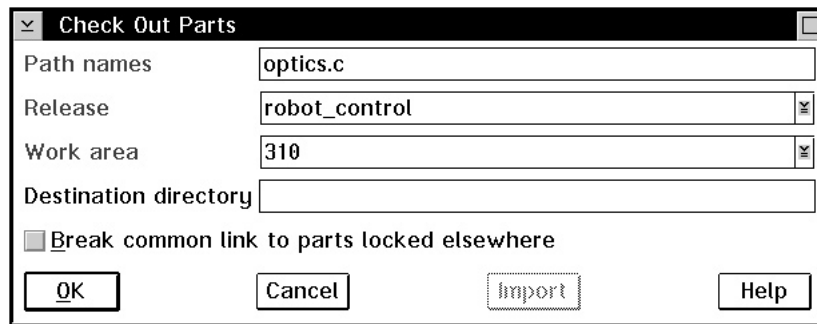 Check Out Parts
Path names optics.c
Release robot_control
Work area 310
Destination directory
Break common link to parts locked elsewhere
OK Cancel Import Help